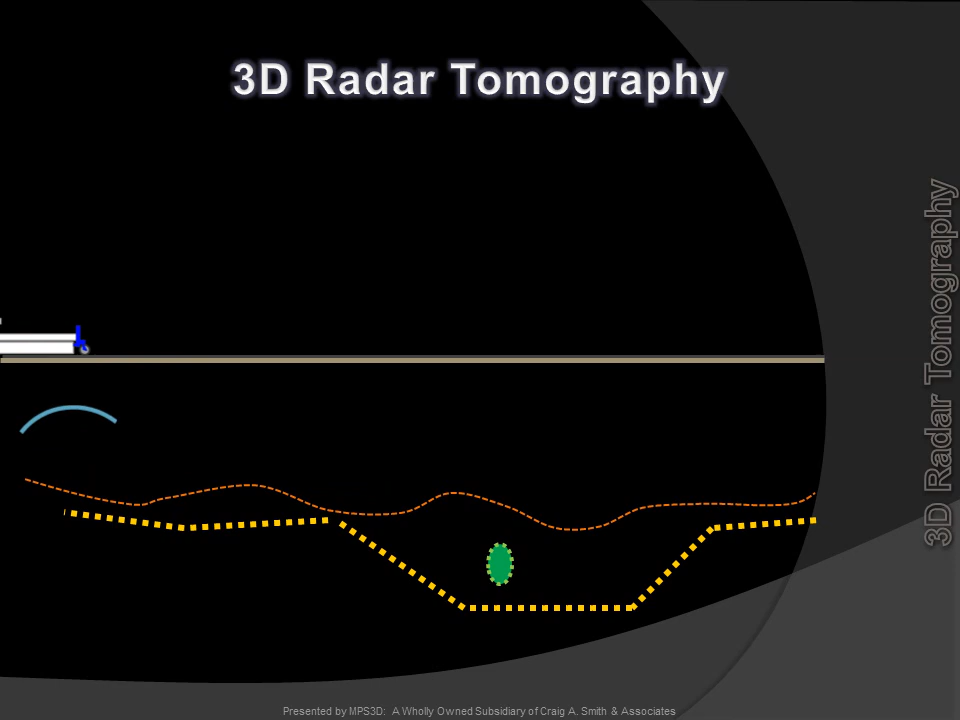 3D Radar Tomography
3D Radar Tomography
Presented by MPS3D: A Wholly Owned Subsidiary of Craig A. Smith & Associates